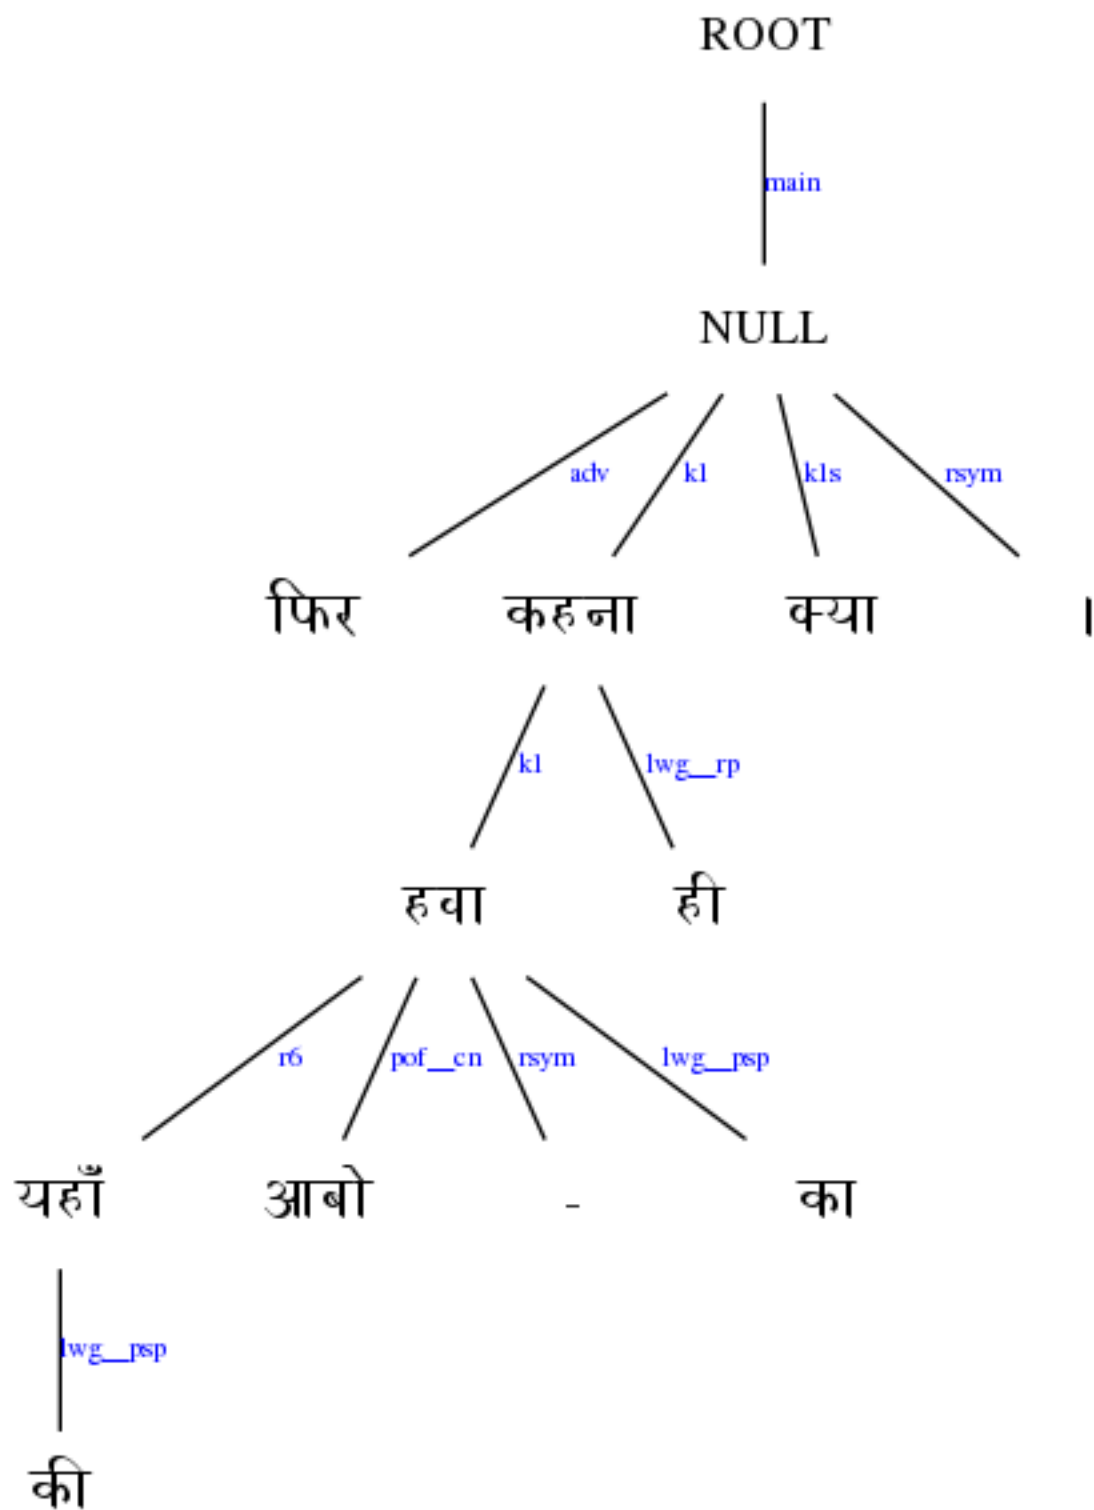 ROOT
main
NULL
adv k1 k1s rsym
फिर कहना क्या ।
k1 lwg__rp
हवा ही
r6 pof__cn rsym lwg__psp
यहाँ आबो - का
lwg__psp
की